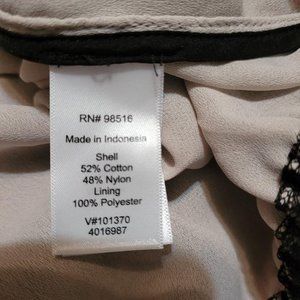 RN# 98516
Made in Indonesia
Shell
52% Cotton
48% Nylon
Lining
100% Polyester
V#101370
4016987